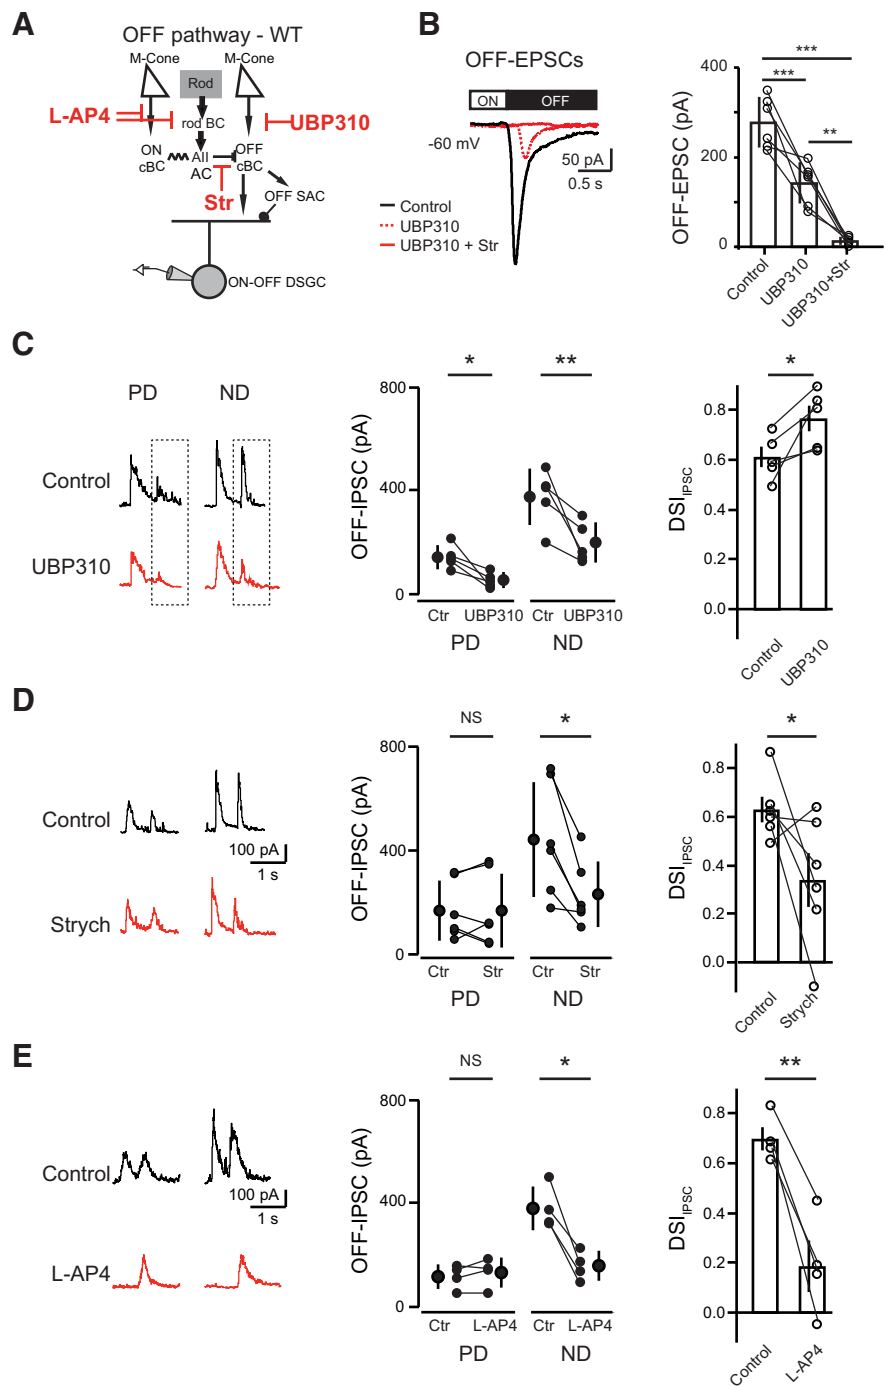 A
OFF pathway - WT
M-Cone
M-Cone
Rod
L-AP4
rod BC
UBP310
ON
cBC
AII
AC
OFF
cBC
Str
OFF SAC
ON-OFF DSGC
B
OFF-EPSCs
ON
OFF
-60 mV
50 pA
0.5 s
Control
UBP310
UBP310 + Str
OFF-EPSC (pA)
400
200
0
***
***
**
Control
UBP310
UBP310+Str
C
PD
ND
Control
UBP310
OFF-IPSC (pA)
800
400
0
*
**
Ctr
UBP310
Ctr
UBP310
PD
ND
DSI IPSC
0.8
0.6
0.4
0.2
0.0
*
Control
UBP310
D
Control
100 pA
1 s
Strych
OFF-IPSC (pA)
800
400
0
NS
*
Ctr
Str
Ctr
Str
PD
ND
DSI IPSC
0.8
0.6
0.4
0.2
0.0
*
Control
Strych
E
Control
100 pA
1 s
L-AP4
OFF-IPSC (pA)
800
400
0
NS
*
Ctr
L-AP4
Ctr
L-AP4
PD
ND
DSI IPSC
0.8
0.6
0.4
0.2
0.0
**
Control
L-AP4